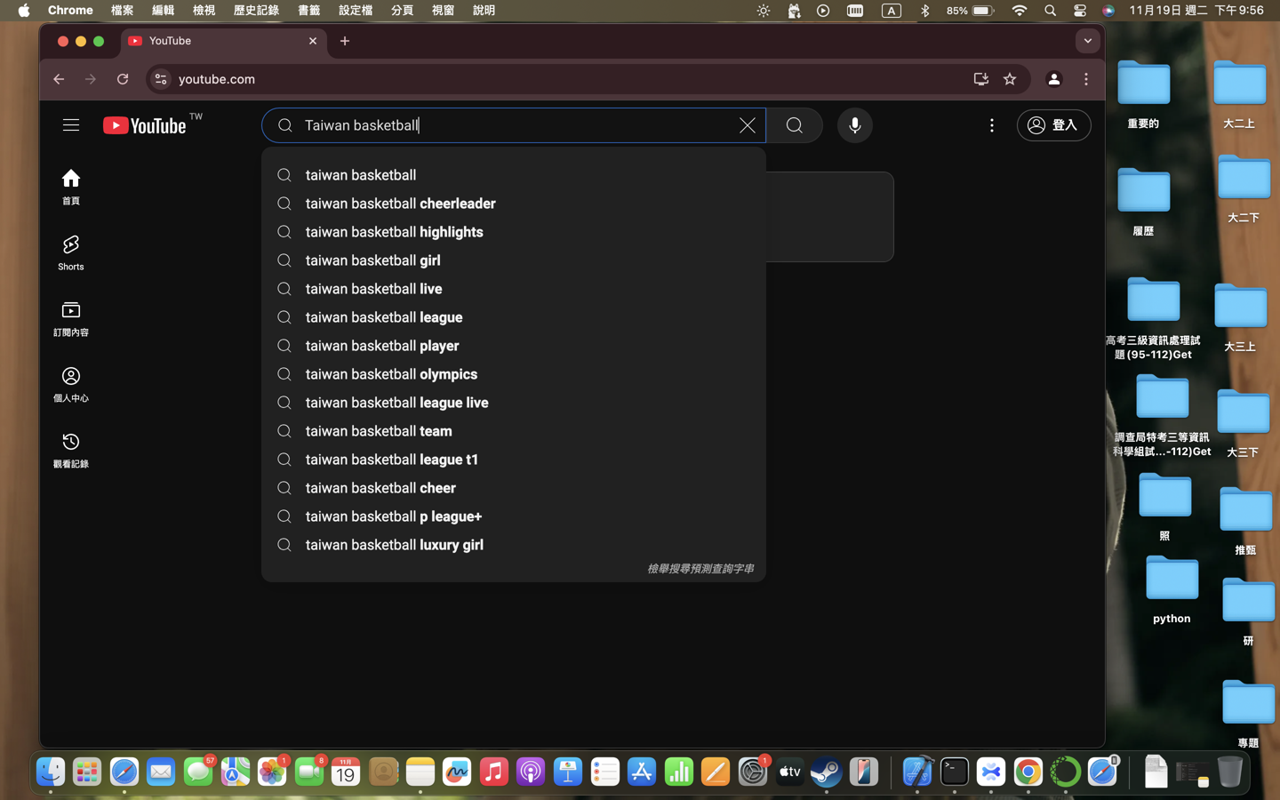 Chrome 檔案 編輯 檢視 歷史記錄 書籤 設定檔 分頁 視窗 說明 A 85% 11月19日 週二 下午9:56
YouTube
youtube.com
YouTube TW
Taiwan basketball
登入
首頁
Shorts
訂閱內容
個人中心
觀看記錄
taiwan basketball
taiwan basketball cheerleader
taiwan basketball highlights
taiwan basketball girl
taiwan basketball live
taiwan basketball league
taiwan basketball player
taiwan basketball olympics
taiwan basketball league live
taiwan basketball team
taiwan basketball league t1
taiwan basketball cheer
taiwan basketball p league+
taiwan basketball luxury girl
檢舉搜尋預測查詢字串
重要的
大二上
履歷
大二下
高考三級資訊處理試
題 (95-112)Get
大三上
調查局特考三等資訊
科學組試...-112)Get
大三下
照
推甄
python
研
專題
57
1
8
11月
19
1
tv